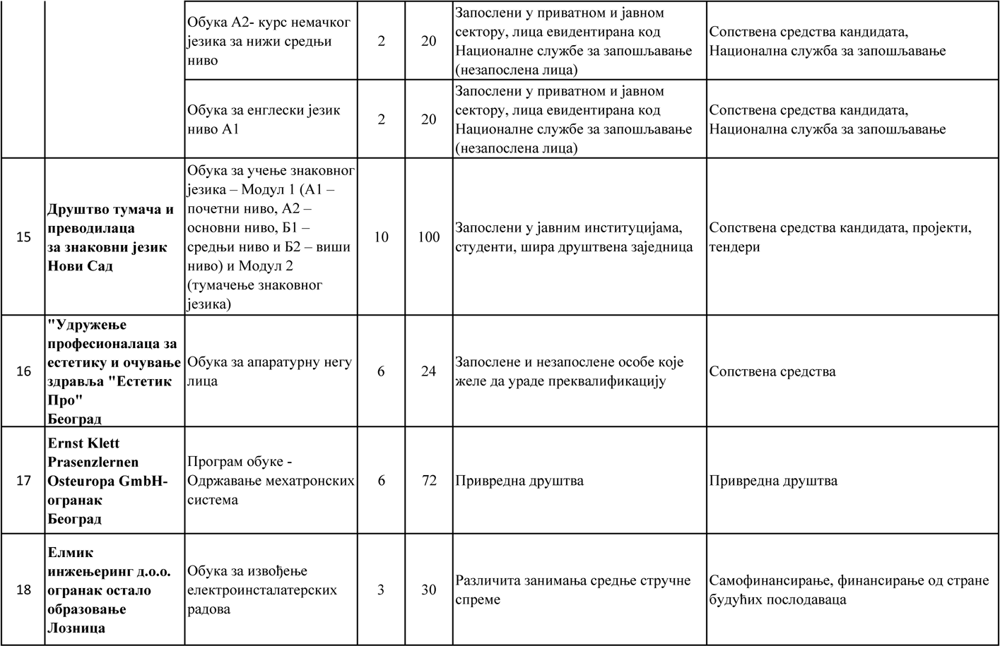 Обука А2- курс немачког
језика за нижи средњи
ниво
2
20
Запослени у приватном и јавном
сектору, лица евидентирана код
Националне службе за запошљавање
(незапослена лица)
Сопствена средства кандидата,
Национална служба за запошљавање
Обука за енглески језик
ниво А1
2
20
Запослени у приватном и јавном
сектору, лица евидентирана код
Националне службе за запошљавање
(незапослена лица)
Сопствена средства кандидата,
Национална служба за запошљавање
15
Друштво тумача и
преводилаца
за знаковни језик
Нови Сад
Обука за учење знаковног
језика – Модул 1 (А1 –
почетни ниво, А2 –
основни ниво, Б1 –
средњи ниво и Б2 – виши
ниво) и Модул 2
(тумачење знаковног
језика)
10
100
Запослени у јавним институцијама,
студенти, шира друштвена заједница
Сопствена средства кандидата, пројекти,
тендери
16
"Удружење
професионалаца за
естетику и очување
здравља "Естетик
Про"
Београд
Обука за апаратурну негу
лица
6
24
Запослене и незапослене особе које
желе да ураде преквалификацију
Сопствена средства
17
Ernst Klett
Prasenzlernen
Osteuropa GmbH-
огранак
Београд
Програм обуке -
Одржавање мехатронских
система
6
72
Привредна друштва
Привредна друштва
18
Елмик
инжењеринг д.о.о.
огранак остало
образовање
Лозница
Обука за извођење
електроинсталатерских
радова
3
30
Различита занимања средње стручне
спреме
Самофинансирање, финансирање од стране
будућих послодаваца